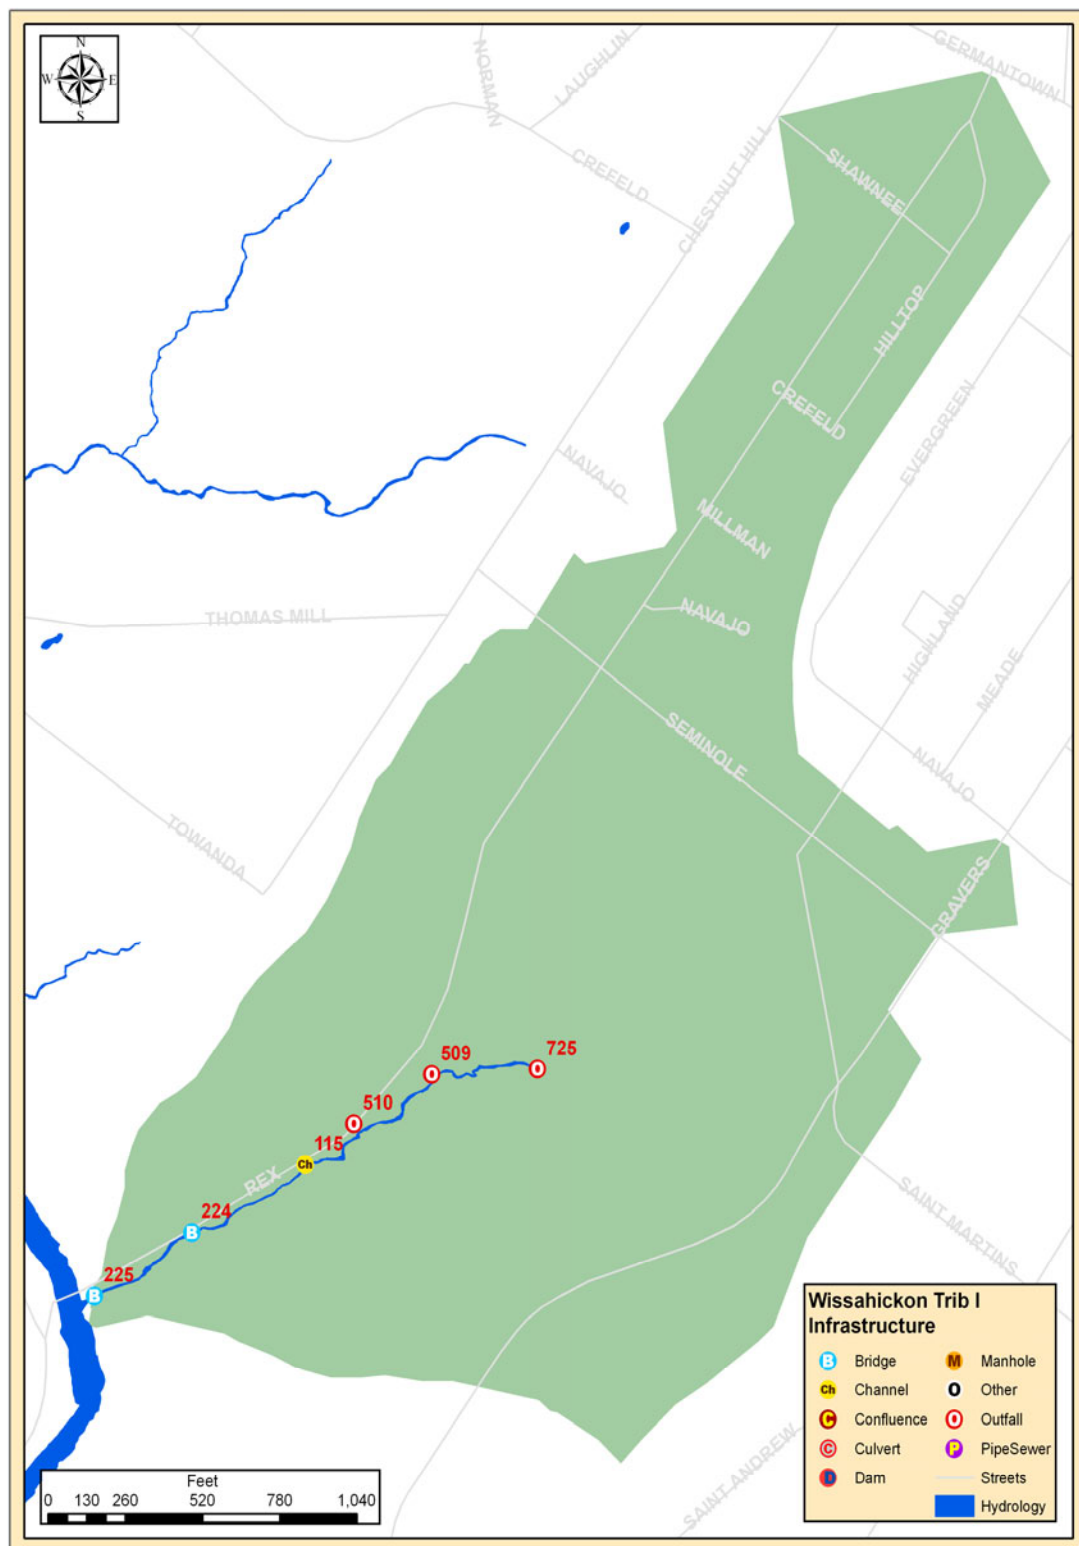 N
W E
S
NORMAN
LAUGHLIN
GERMANTOWN
CREFELD
CHESTNUT HILL
SHAWNEE
HILLTOP
CREFELD
EVERGREEN
NAVAJO
MILLMAN
THOMAS MILL
NAVAJO
HIGHLAND
MEADE
SEMINOLE
NAVAJO
TOWANDA
GRAVERS
509
725
510
115
Ch
REX
224
B
225
B
O
O
O
SAINT MARTINS
SAINT ANDREW
Wissahickon Trib I
Infrastructure
B Bridge
M Manhole
Ch Channel
O Other
C Confluence
O Outfall
C Culvert
P PipeSewer
D Dam
Streets
Hydrology
Feet
0 130 260 520 780 1,040